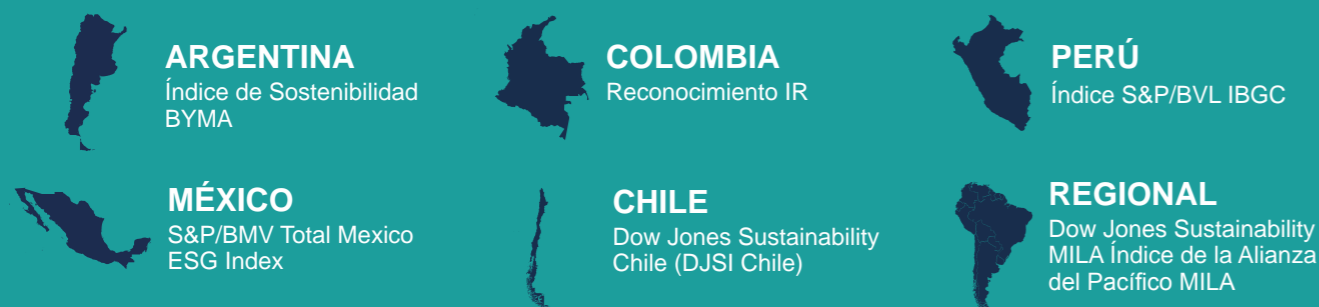 ARGENTINA
Índice de Sostenibilidad
BYMA
COLOMBIA
Reconocimiento IR
PERÚ
Índice S&P/BVL IBGC
MÉXICO
S&P/BMV Total Mexico
ESG Index
CHILE
Dow Jones Sustainability
Chile (DJSI Chile)
REGIONAL
Dow Jones Sustainability
MILA Índice de la Alianza
del Pacífico MILA